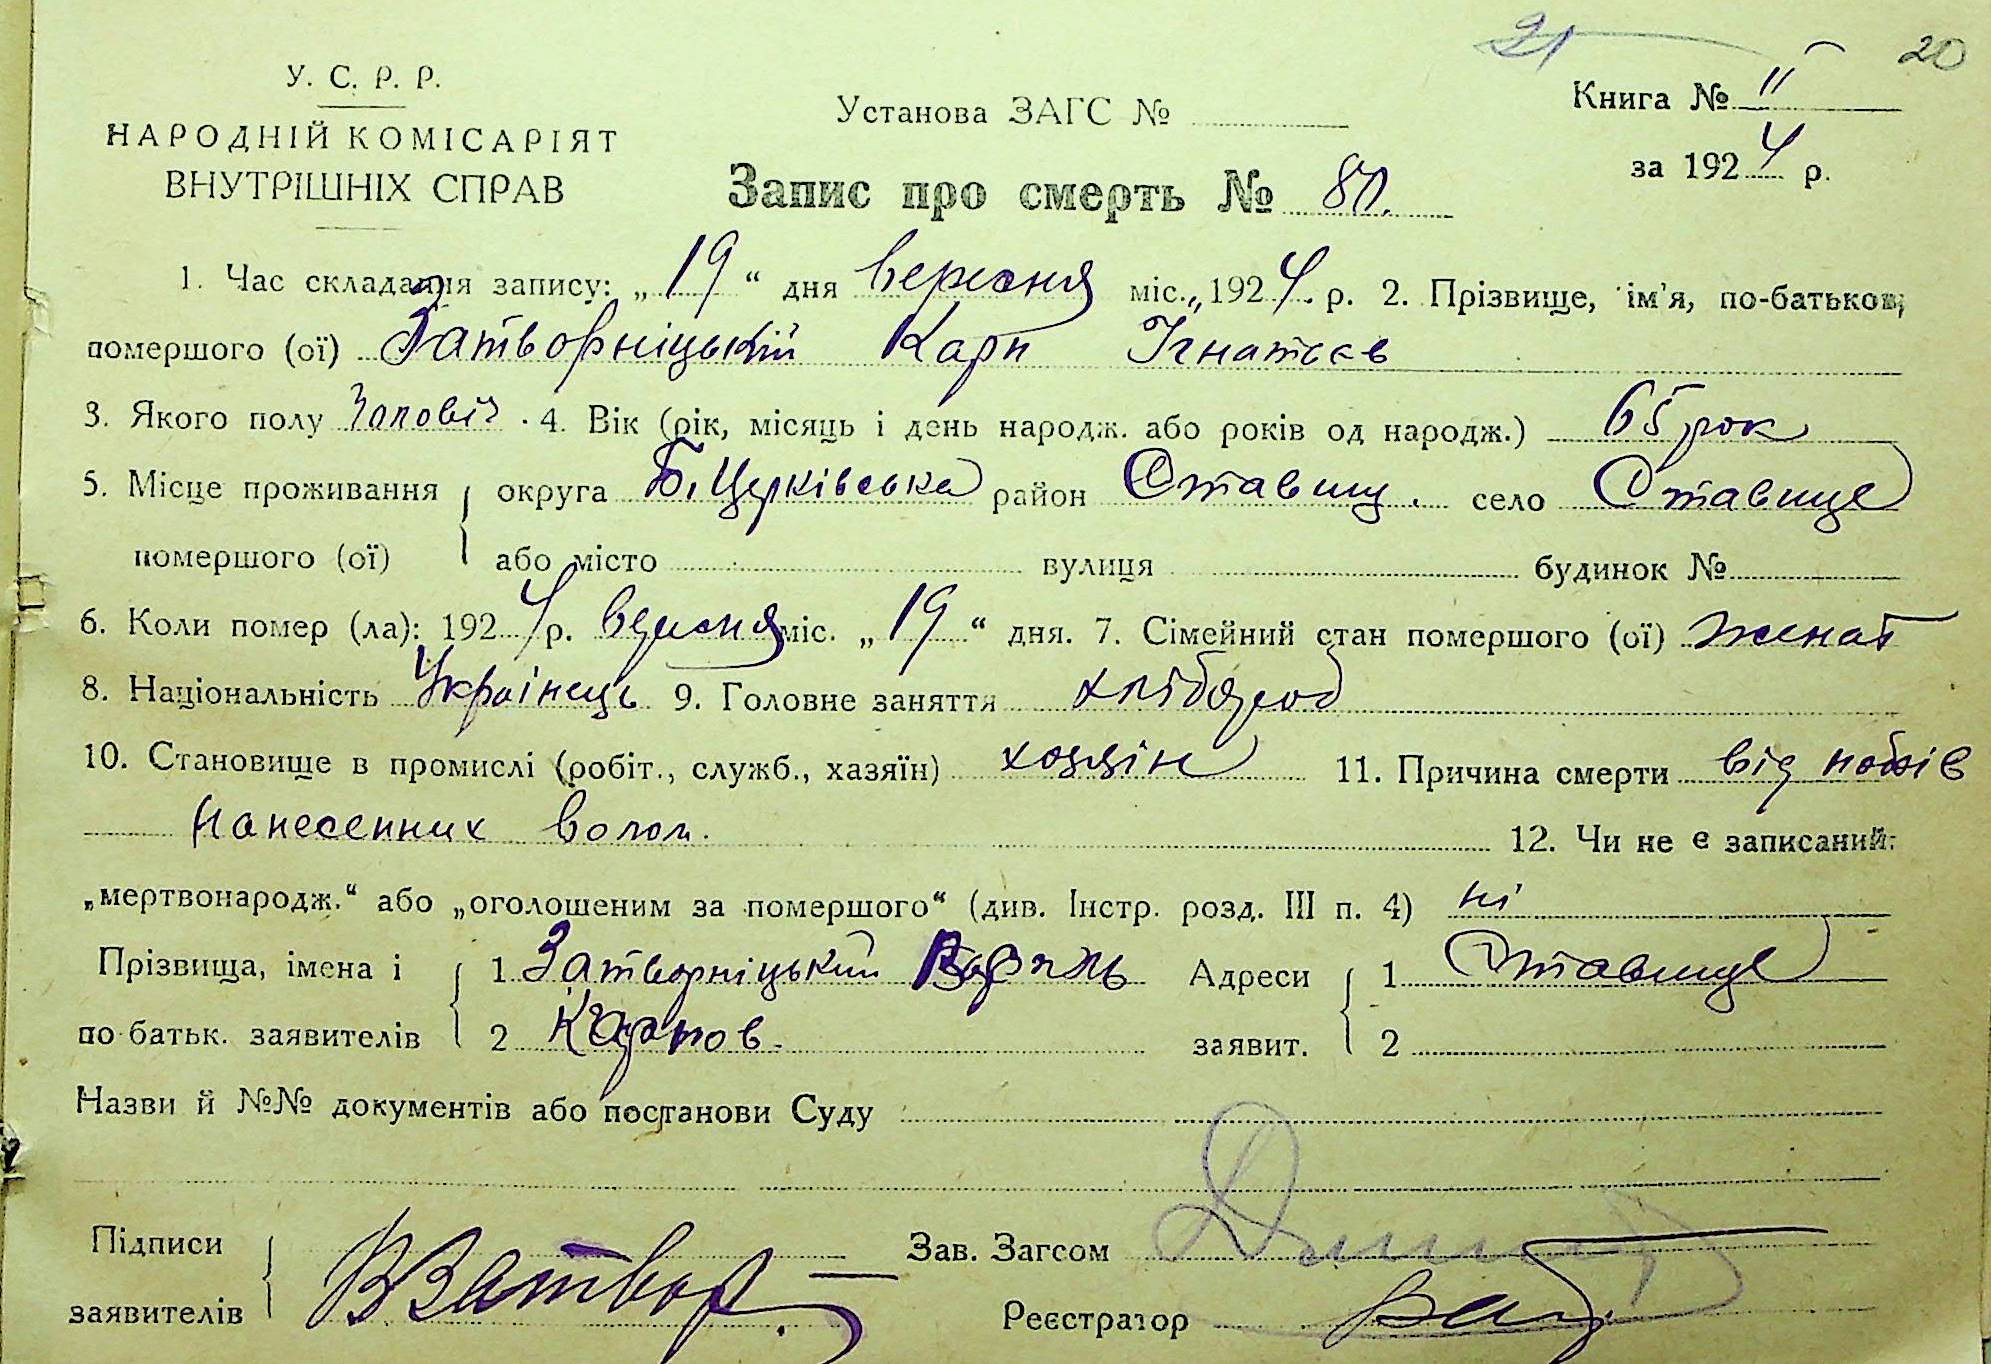 21 20
У. С. Р. Р.
НАРОДНІЙ КОМІСАРІЯТ
ВНУТРІШНІХ СПРАВ
Установа ЗАГС №
Книга № II
за 1924 р.
Запис про смерть № 80.
1. Час складання запису: „19“ дня вересня міс., 1924. р. 2. Прізвище, ім'я, по-батькові,
помершого (ої) Затворніцький Карп Ігнатьєв
3. Якого полу Чоловіч. 4. Вік (рік, місяць і день народж. або років од народж.) 65 рок
5. Місце проживання округа Б. Церківська район Ставищ. село Ставище
помершого (ої) або місто вулиця будинок №
6. Коли помер (ла): 1924 р. вересня міс. „19“ дня. 7. Сімейний стан помершого (ої) женат
8. Національність Українець 9. Головне заняття хлібороб
10. Становище в промислі (робіт., служб., хазяїн) хозяін 11. Причина смерти від побоїв
нанесенних волом. 12. Чи не є записаний:
„мертвонародж.“ або „оголошеним за помершого“ (див. Інстр. розд. III п. 4) ні
Прізвища, імена і 1 Затворніцький Адреси 1 Ставище
по батьк. заявителів 2 Карпов. заявит. 2
Назви й №№ документів або постанови Суду
Підписи Зав. Загсом
В Затвор.
заявителів Реєстратор